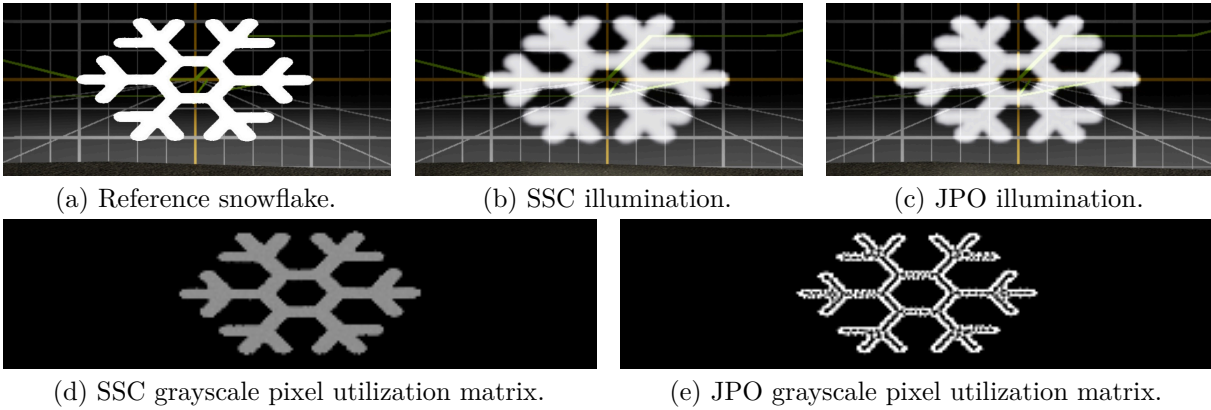 (a) Reference snowflake.
(b) SSC illumination.
(c) JPO illumination.
(d) SSC grayscale pixel utilization matrix.
(e) JPO grayscale pixel utilization matrix.